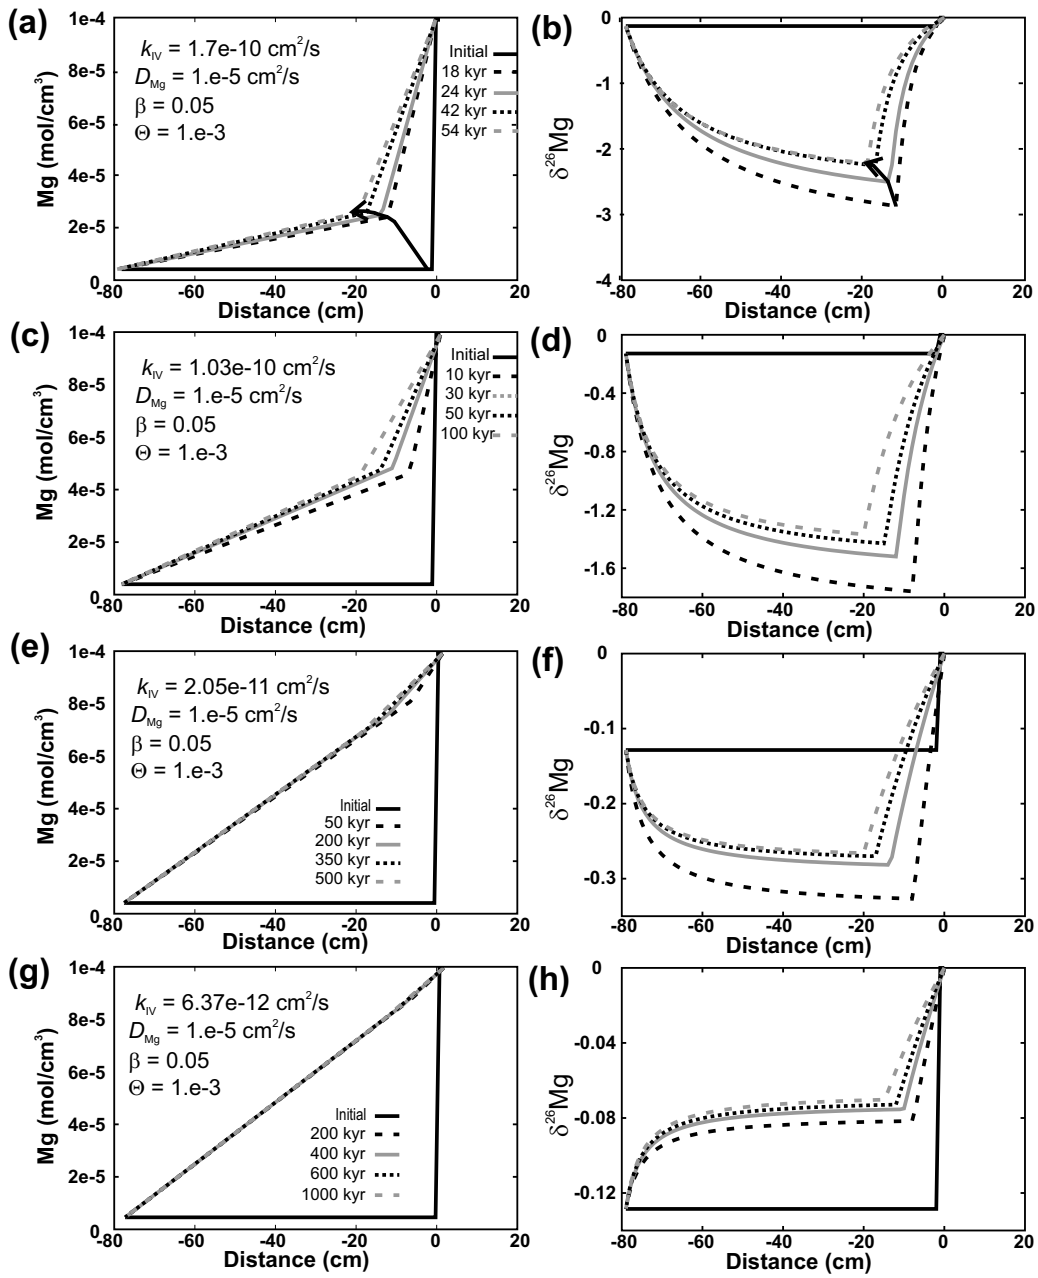 (a)
1e-4
8e-5
6e-5
4e-5
2e-5
0
Mg (mol/cm³)
k_IV = 1.7e-10 cm²/s
D_Mg = 1.e-5 cm²/s
β = 0.05
Θ = 1.e-3
Initial
18 kyr
24 kyr
42 kyr
54 kyr
-80 -60 -40 -20 0 20
Distance (cm)
(b)
0
-1
-2
-3
-4
δ²⁶Mg
-80 -60 -40 -20 0 20
Distance (cm)
(c)
1e-4
8e-5
6e-5
4e-5
2e-5
0
Mg (mol/cm³)
k_IV = 1.03e-10 cm²/s
D_Mg = 1.e-5 cm²/s
β = 0.05
Θ = 1.e-3
Initial
10 kyr
30 kyr
50 kyr
100 kyr
-80 -60 -40 -20 0 20
Distance (cm)
(d)
0
-0.4
-0.8
-1.2
-1.6
δ²⁶Mg
-80 -60 -40 -20 0 20
Distance (cm)
(e)
1e-4
8e-5
6e-5
4e-5
2e-5
0
Mg (mol/cm³)
k_IV = 2.05e-11 cm²/s
D_Mg = 1.e-5 cm²/s
β = 0.05
Θ = 1.e-3
Initial
50 kyr
200 kyr
350 kyr
500 kyr
-80 -60 -40 -20 0 20
Distance (cm)
(f)
0
-0.1
-0.2
-0.3
δ²⁶Mg
-80 -60 -40 -20 0 20
Distance (cm)
(g)
1e-4
8e-5
6e-5
4e-5
2e-5
0
Mg (mol/cm³)
k_IV = 6.37e-12 cm²/s
D_Mg = 1.e-5 cm²/s
β = 0.05
Θ = 1.e-3
Initial
200 kyr
400 kyr
600 kyr
1000 kyr
-80 -60 -40 -20 0 20
Distance (cm)
(h)
0
-0.04
-0.08
-0.12
δ²⁶Mg
-80 -60 -40 -20 0 20
Distance (cm)